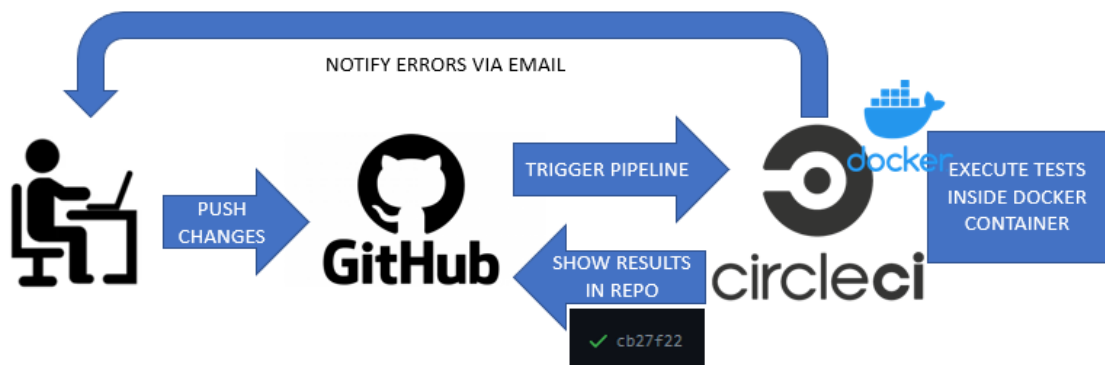 NOTIFY ERRORS VIA EMAIL
PUSH
CHANGES
GitHub
TRIGGER PIPELINE
SHOW RESULTS
IN REPO
cb27f22
docker
circleci
EXECUTE TESTS
INSIDE DOCKER
CONTAINER